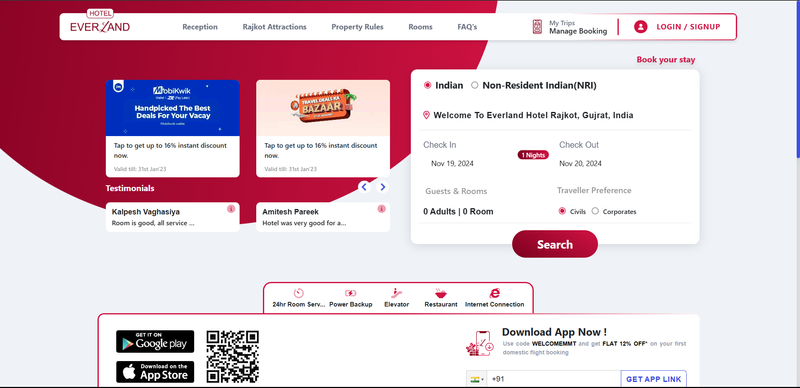 HOTEL
EVERLAND
Reception
Rajkot Attractions
Property Rules
Rooms
FAQ's
My Trips
Manage Booking
LOGIN / SIGNUP
Book your stay
MobiKwik
Handpicked The Best
Deals For Your Vacay
Tap to get up to 16% instant discount
now.
Valid till: 31st Jan'23
TRAVEL DEALS KA
BAZAAR
Tap to get up to 16% instant discount
now.
Valid till: 31st Jan'23
Testimonials
Kalpesh Vaghasiya
Room is good, all service ...
Amitesh Pareek
Hotel was very good for a...
Indian
Non-Resident Indian(NRI)
Welcome To Everland Hotel Rajkot, Gujrat, India
Check In
Check Out
1 Nights
Nov 19, 2024
Nov 20, 2024
Guests & Rooms
Traveller Preference
0 Adults | 0 Room
Civils
Corporates
Search
24hr Room Serv...
Power Backup
Elevator
Restaurant
Internet Connection
GET IT ON
Google play
Download on the
App Store
Download App Now !
Use code WELCOMEMMT and get FLAT 12% OFF* on your first
domestic flight booking
+91
GET APP LINK